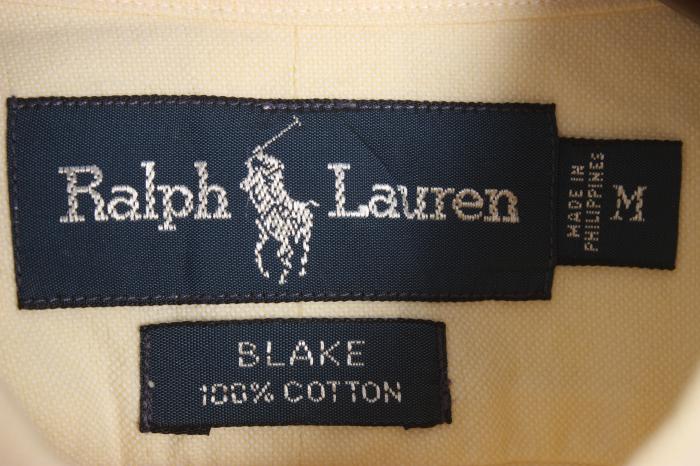 Ralph Lauren
MADE IN
PHILIPPINES
M
BLAKE
100% COTTON